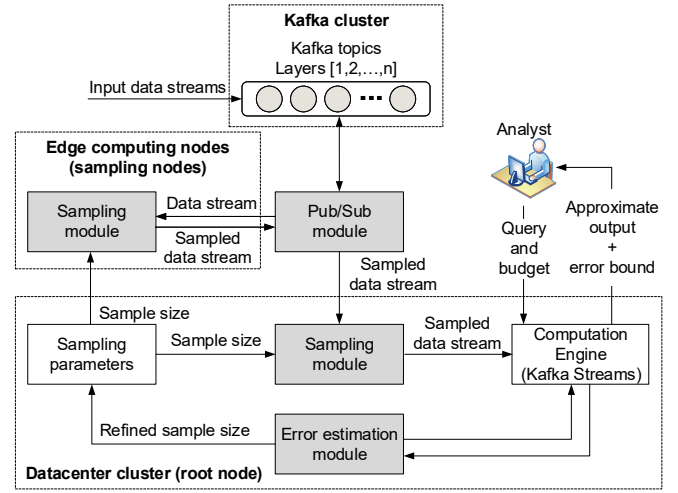 Kafka cluster
Kafka topics
Layers [1,2,...,n]
Input data streams
Edge computing nodes
(sampling nodes)
Analyst
Sampling
module
Data stream
Sampled
data stream
Pub/Sub
module
Query
and
budget
Approximate
output
+
error bound
Sampled
data stream
Sample size
Sampling
parameters
Sample size
Sampling
module
Sampled
data stream
Computation
Engine
(Kafka Streams)
Refined sample size
Error estimation
module
Datacenter cluster (root node)